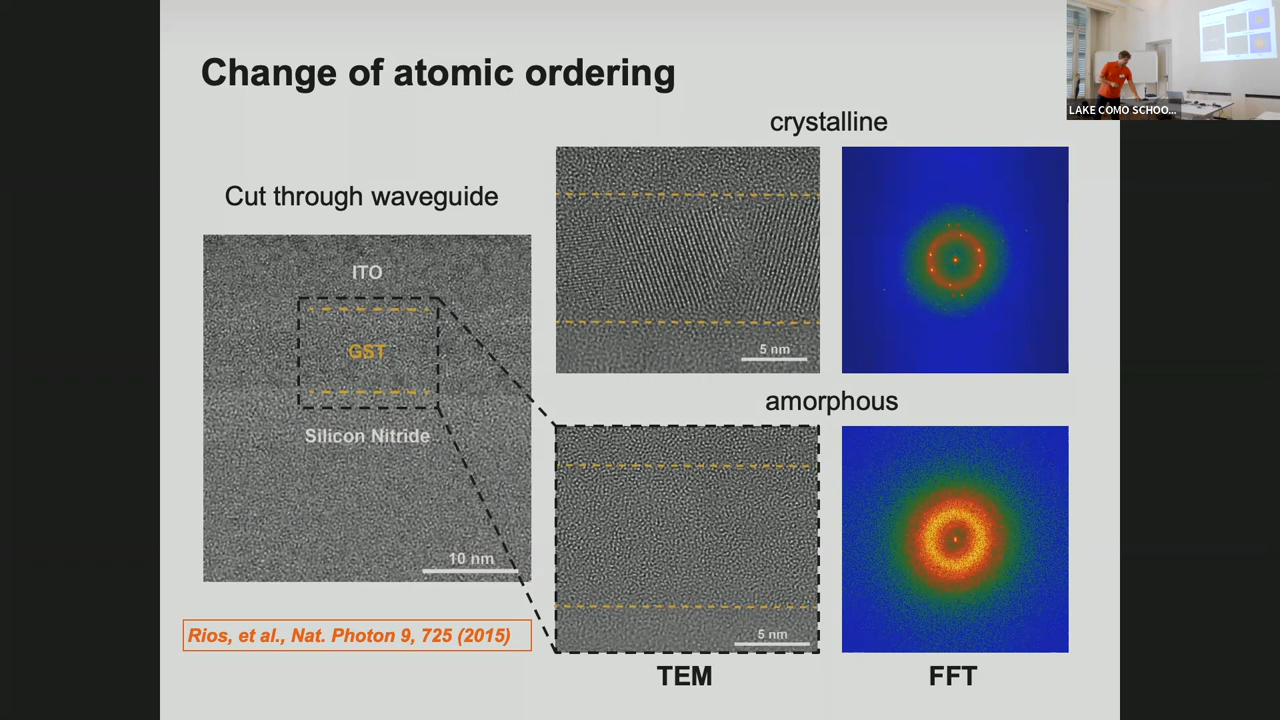 Change of atomic ordering
LAKE COMO SCHOO...
crystalline
Cut through waveguide
ITO
GST
Silicon Nitride
10 nm
5 nm
amorphous
5 nm
Rios, et al., Nat. Photon 9, 725 (2015)
TEM
FFT